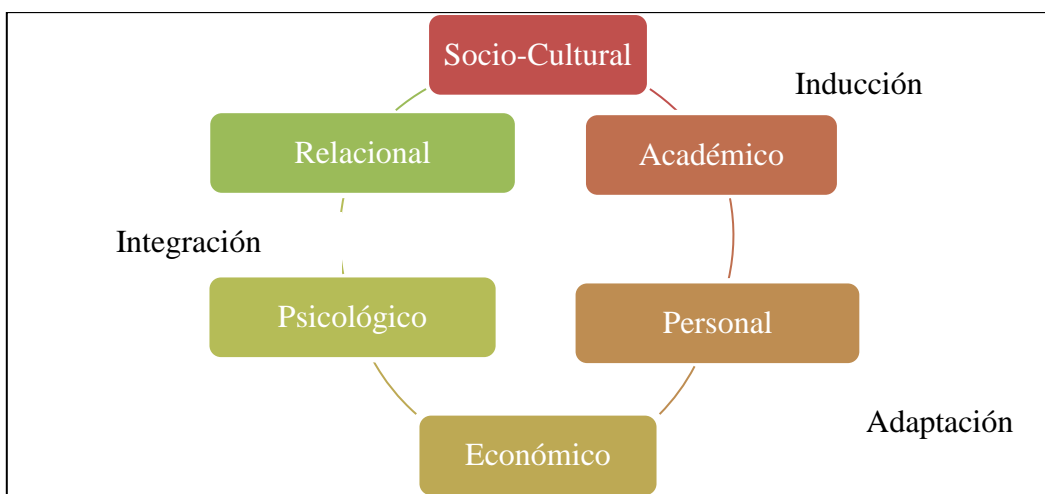 Socio-Cultural
Inducción
Relacional
Académico
Integración
Psicológico
Personal
Adaptación
Económico